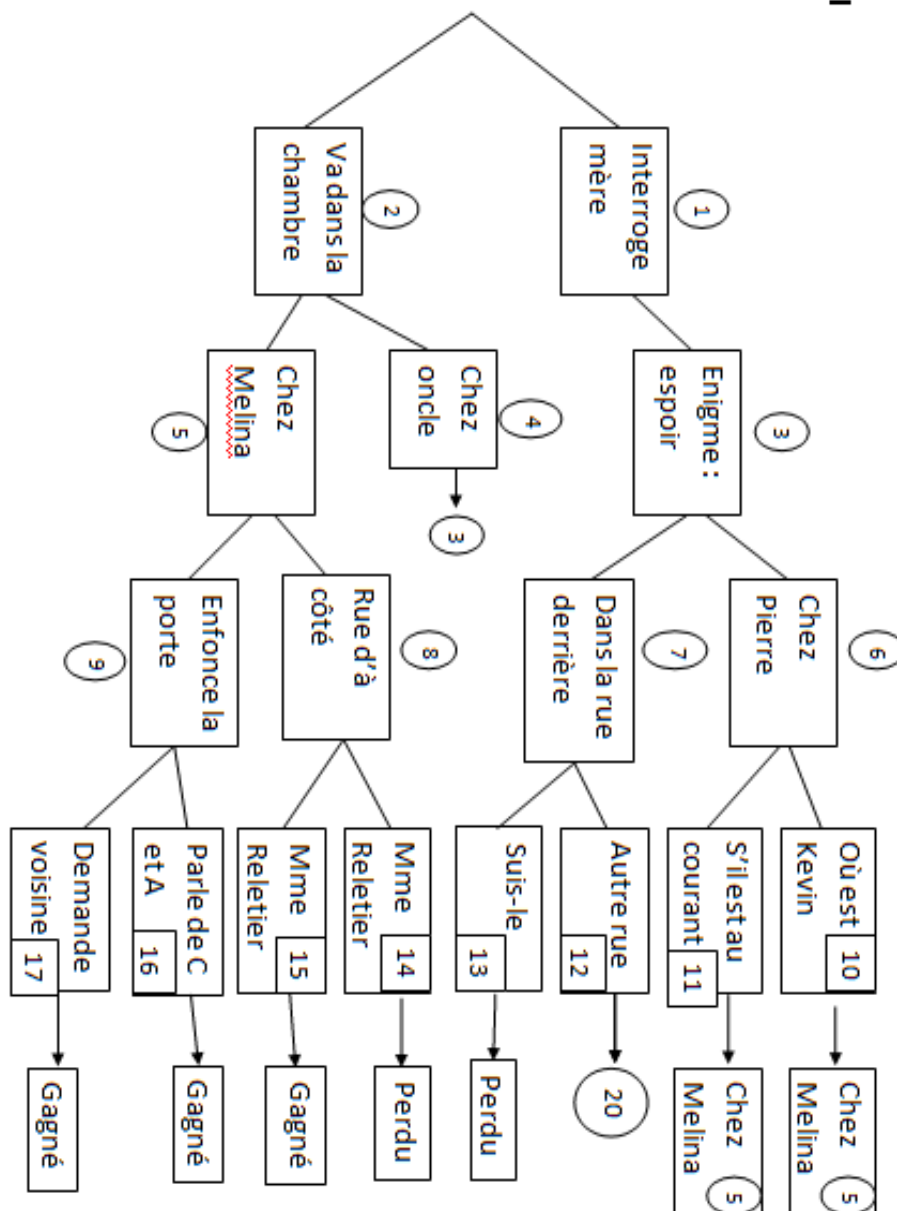 1
Interroge
mère
2
Va dans la
chambre
3
Enigme :
espoir
4
Chez
oncle
3
Chez
Melina
5
6
Chez
Pierre
7
Dans la rue
derrière
8
Rue d'à
côté
Enfonce la
porte
9
Où est
Kevin
10
S'il est au
courant
11
Autre rue
12
Suis-le
13
Mme
Reletier
14
Mme
Reletier
15
Parle de C
et A
16
Demande
voisine
17
Chez
Melina
5
Chez
Melina
5
20
Perdu
Perdu
Gagné
Gagné
Gagné